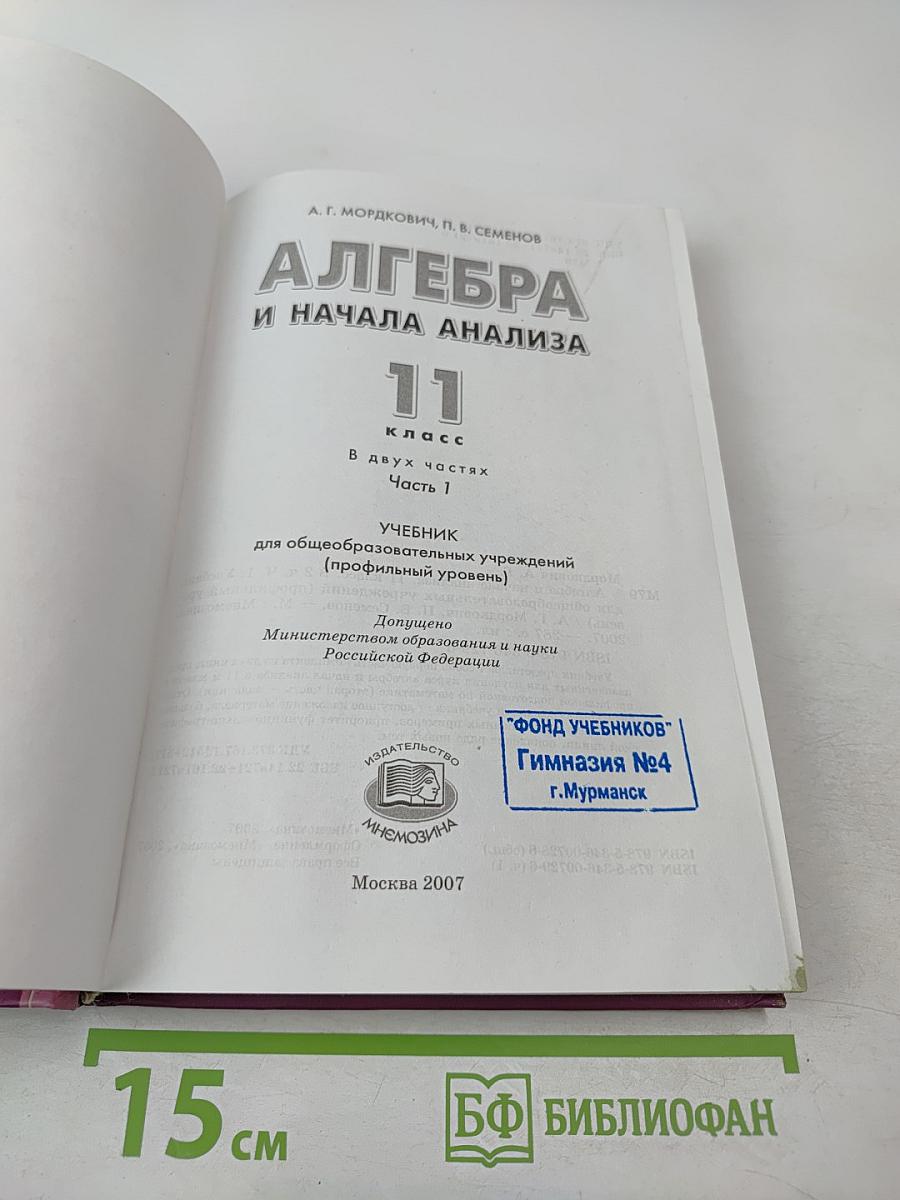 А. Г. МОРДКОВИЧ, П. В. СЕМЕНОВ
АЛГЕБРА
И НАЧАЛА АНАЛИЗА
11
класс
В двух частях
Часть 1
УЧЕБНИК
для общеобразовательных учреждений
(профильный уровень)
Допущено
Министерством образования и науки
Российской Федерации
"ФОНД УЧЕБНИКОВ"
Гимназия №4
г.Мурманск
ИЗДАТЕЛЬСТВО
МНЕМОЗИНА
Москва 2007
15 см
БФ БИБЛИОФАН